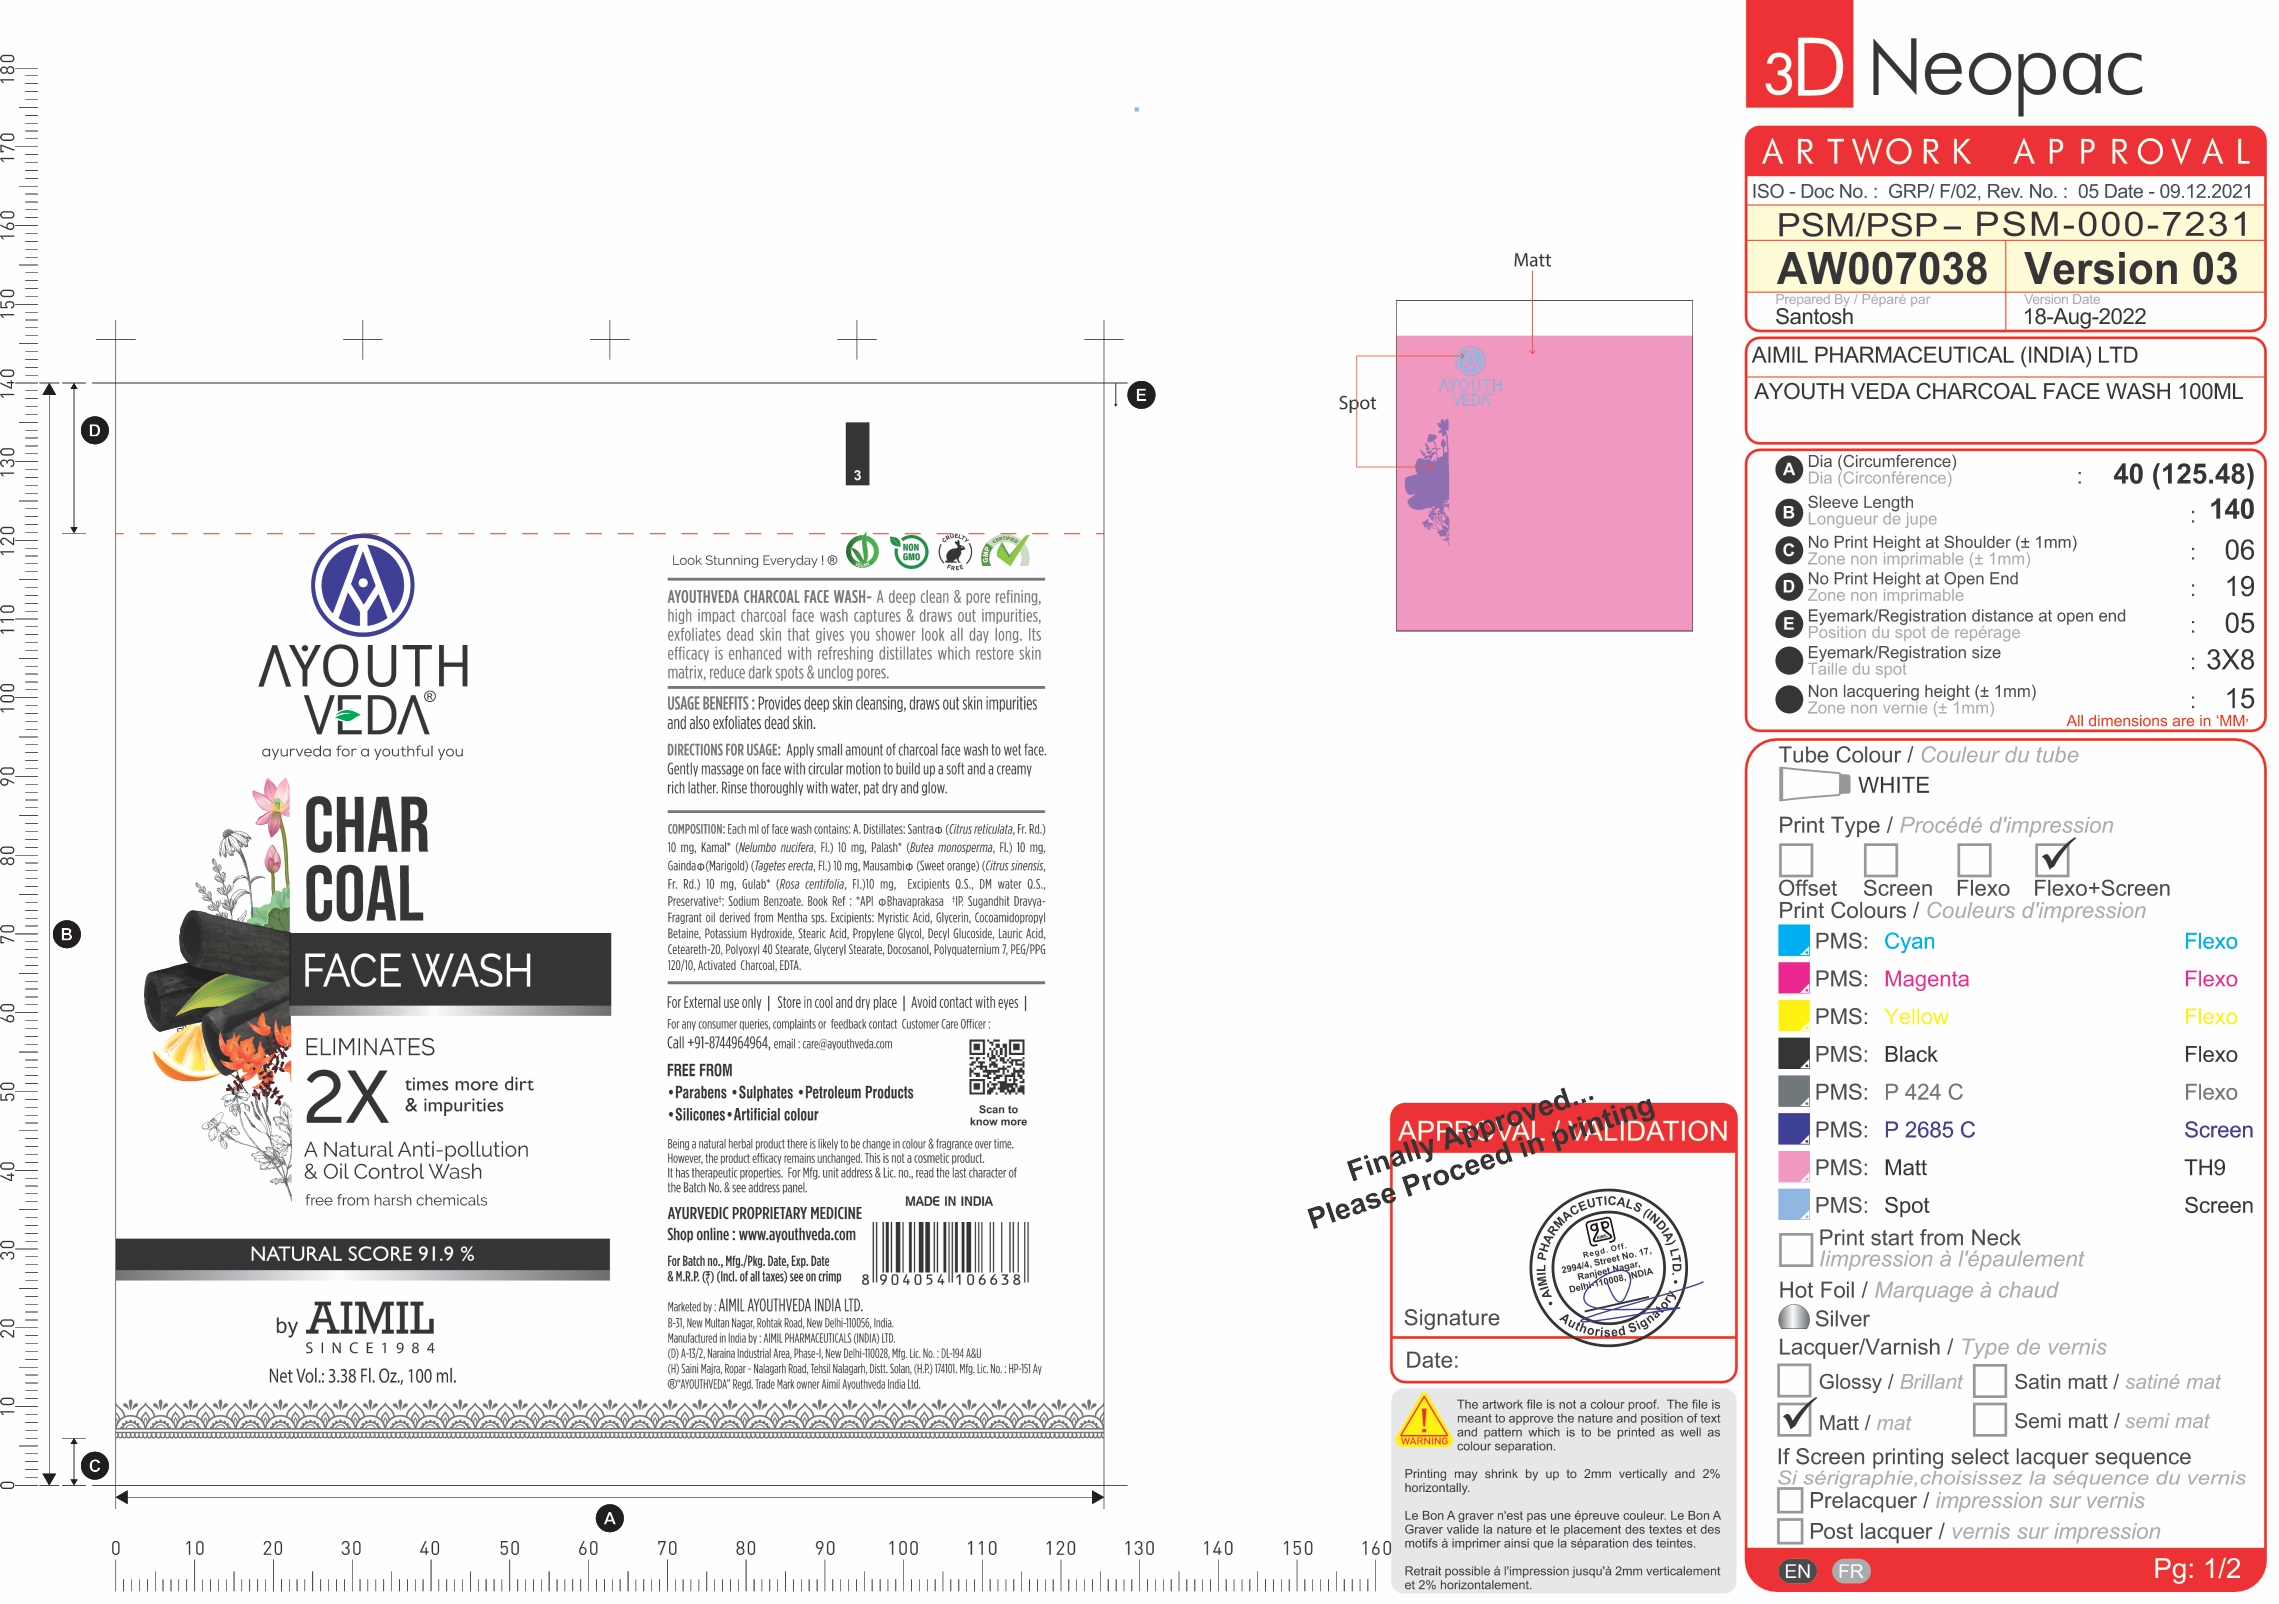 3D Neopac
ARTWORK APPROVAL
ISO - Doc No. : GRP/ F/02, Rev. No. : 05 Date - 09.12.2021
PSM/PSP – PSM-000-7231
AW007038 Version 03
Prepared By / Péparé par
Santosh
Version Date
18-Aug-2022
AIMIL PHARMACEUTICAL (INDIA) LTD
AYOUTH VEDA CHARCOAL FACE WASH 100ML
A Dia (Circumference) : 40 (125.48)
Dia (Circonférence)
B Sleeve Length : 140
Longueur de jupe
C No Print Height at Shoulder (± 1mm) : 06
Zone non imprimable (± 1mm)
D No Print Height at Open End : 19
Zone non imprimable
E Eyemark/Registration distance at open end : 05
Position du spot de repérage
Eyemark/Registration size : 3X8
Taille du spot
Non lacquering height (± 1mm) : 15
Zone non vernie (± 1mm)
All dimensions are in 'MM'
Tube Colour / Couleur du tube
WHITE
Print Type / Procédé d'impression
Offset Screen Flexo Flexo+Screen
Print Colours / Couleurs d'impression
PMS: Cyan Flexo
PMS: Magenta Flexo
PMS: Yellow Flexo
PMS: Black Flexo
PMS: P 424 C Flexo
PMS: P 2685 C Screen
PMS: Matt TH9
PMS: Spot Screen
Print start from Neck
Iimpression à l'épaulement
Hot Foil / Marquage à chaud
Silver
Lacquer/Varnish / Type de vernis
Glossy / Brillant Satin matt / satiné mat
Matt / mat Semi matt / semi mat
If Screen printing select lacquer sequence
Si sérigraphie,choisissez la séquence du vernis
Prelacquer / impression sur vernis
Post lacquer / vernis sur impression
EN FR Pg: 1/2
Matt
Spot
AYOUTH
VEDA
180
170
160
150
140
130
120
110
100
90
80
70
60
50
40
30
20
10
0
D
B
C
E
A
3
0 10 20 30 40 50 60 70 80 90 100 110 120 130 140 150 160
AYOUTH
VEDA®
ayurveda for a youthful you
CHAR
COAL
FACE WASH
ELIMINATES
2X times more dirt
& impurities
A Natural Anti-pollution
& Oil Control Wash
free from harsh chemicals
NATURAL SCORE 91.9 %
by AIMIL
SINCE1984
Net Vol.: 3.38 Fl. Oz., 100 ml.
Look Stunning Everyday ! ®
VEGAN
NON
GMO
CRUELTY
FREE
GMP CERTIFIED
AYOUTHVEDA CHARCOAL FACE WASH- A deep clean & pore refining,
high impact charcoal face wash captures & draws out impurities,
exfoliates dead skin that gives you shower look all day long. Its
efficacy is enhanced with refreshing distillates which restore skin
matrix, reduce dark spots & unclog pores.
USAGE BENEFITS : Provides deep skin cleansing, draws out skin impurities
and also exfoliates dead skin.
DIRECTIONS FOR USAGE: Apply small amount of charcoal face wash to wet face.
Gently massage on face with circular motion to build up a soft and a creamy
rich lather. Rinse thoroughly with water, pat dry and glow.
COMPOSITION: Each ml of face wash contains: A. Distillates: SantraΦ (Citrus reticulata, Fr. Rd.)
10 mg, Kamal* (Nelumbo nucifera, Fl.) 10 mg, Palash* (Butea monosperma, Fl.) 10 mg,
GaindaΦ(Marigold) (Tagetes erecta, Fl.) 10 mg, MausambiΦ (Sweet orange) (Citrus sinensis,
Fr. Rd.) 10 mg, Gulab* (Rosa centifolia, Fl.)10 mg, Excipients Q.S., DM water Q.S.,
Preservative†: Sodium Benzoate. Book Ref : *API ΦBhavaprakasa †IP. Sugandhit Dravya-
Fragrant oil derived from Mentha sps. Excipients: Myristic Acid, Glycerin, Cocoamidopropyl
Betaine, Potassium Hydroxide, Stearic Acid, Propylene Glycol, Decyl Glucoside, Lauric Acid,
Ceteareth-20, Polyoxyl 40 Stearate, Glyceryl Stearate, Docosanol, Polyquaternium 7, PEG/PPG
120/10, Activated Charcoal, EDTA.
For External use only | Store in cool and dry place | Avoid contact with eyes |
For any consumer queries, complaints or feedback contact Customer Care Officer :
Call +91-8744964964, email : care@ayouthveda.com
FREE FROM
•Parabens •Sulphates •Petroleum Products
•Silicones•Artificial colour
Scan to
know more
Being a natural herbal product there is likely to be change in colour & fragrance over time.
However, the product efficacy remains unchanged. This is not a cosmetic product.
It has therapeutic properties. For Mfg. unit address & Lic. no., read the last character of
the Batch No. & see address panel.
MADE IN INDIA
AYURVEDIC PROPRIETARY MEDICINE
Shop online : www.ayouthveda.com
For Batch no., Mfg./Pkg. Date, Exp. Date
& M.R.P. (₹) (Incl. of all taxes) see on crimp
8 904054 106638
Marketed by : AIMIL AYOUTHVEDA INDIA LTD.
B-31, New Multan Nagar, Rohtak Road, New Delhi-110056, India.
Manufactured in India by : AIMIL PHARMACEUTICALS (INDIA) LTD.
(D) A-13/2, Naraina Industrial Area, Phase-I, New Delhi-110028, Mfg. Lic. No. : DL-194 A&U
(H) Saini Majra, Ropar - Nalagarh Road, Tehsil Nalagarh, Distt. Solan, (H.P.) 174101. Mfg. Lic. No. : HP-151 Ay
®"AYOUTHVEDA" Regd. Trade Mark owner Aimil Ayouthveda India Ltd.
APPROVAL / VALIDATION
Finally Approved...
Please Proceed in printing
AIMIL PHARMACEUTICALS (INDIA) LTD.
Regd. Off.
2994/4, Street No. 17,
Ranjeet Nagar,
Delhi-110008, INDIA
Authorised Signatory
Signature
Date:
WARNING
The artwork file is not a colour proof. The file is
meant to approve the nature and position of text
and pattern which is to be printed as well as
colour separation.
Printing may shrink by up to 2mm vertically and 2%
horizontally.
Le Bon A graver n'est pas une épreuve couleur. Le Bon A
Graver valide la nature et le placement des textes et des
motifs à imprimer ainsi que la séparation des teintes.
Retrait possible à l'impression jusqu'à 2mm verticalement
et 2% horizontalement.